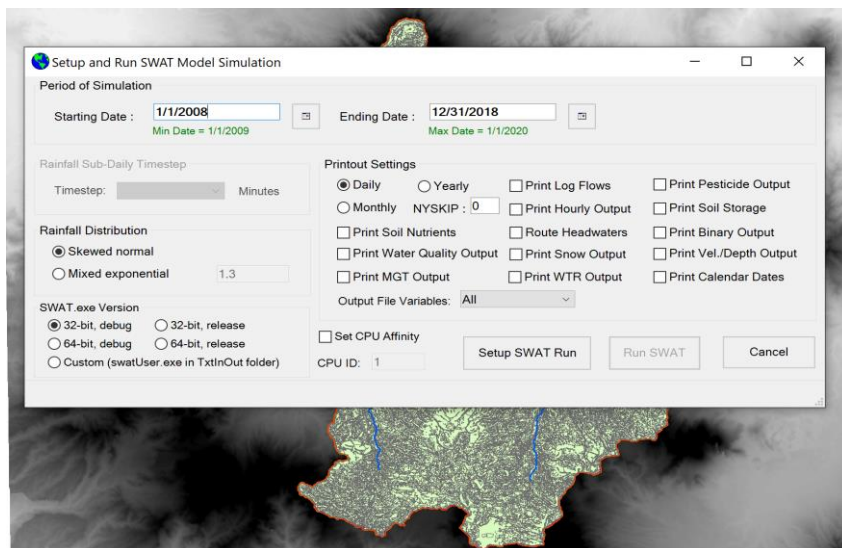 Setup and Run SWAT Model Simulation
Period of Simulation
Starting Date : 1/1/2008 Ending Date : 12/31/2018
Min Date = 1/1/2009 Max Date = 1/1/2020
Rainfall Sub-Daily Timestep
Timestep: Minutes
Rainfall Distribution
Skewed normal
Mixed exponential 1.3
SWAT.exe Version
32-bit, debug 32-bit, release
64-bit, debug 64-bit, release
Custom (swatUser.exe in TxtInOut folder)
Printout Settings
Daily Yearly Print Log Flows Print Pesticide Output
Monthly NYSKIP : 0 Print Hourly Output Print Soil Storage
Print Soil Nutrients Route Headwaters Print Binary Output
Print Water Quality Output Print Snow Output Print Vel./Depth Output
Print MGT Output Print WTR Output Print Calendar Dates
Output File Variables: All
Set CPU Affinity
CPU ID: 1
Setup SWAT Run Run SWAT Cancel